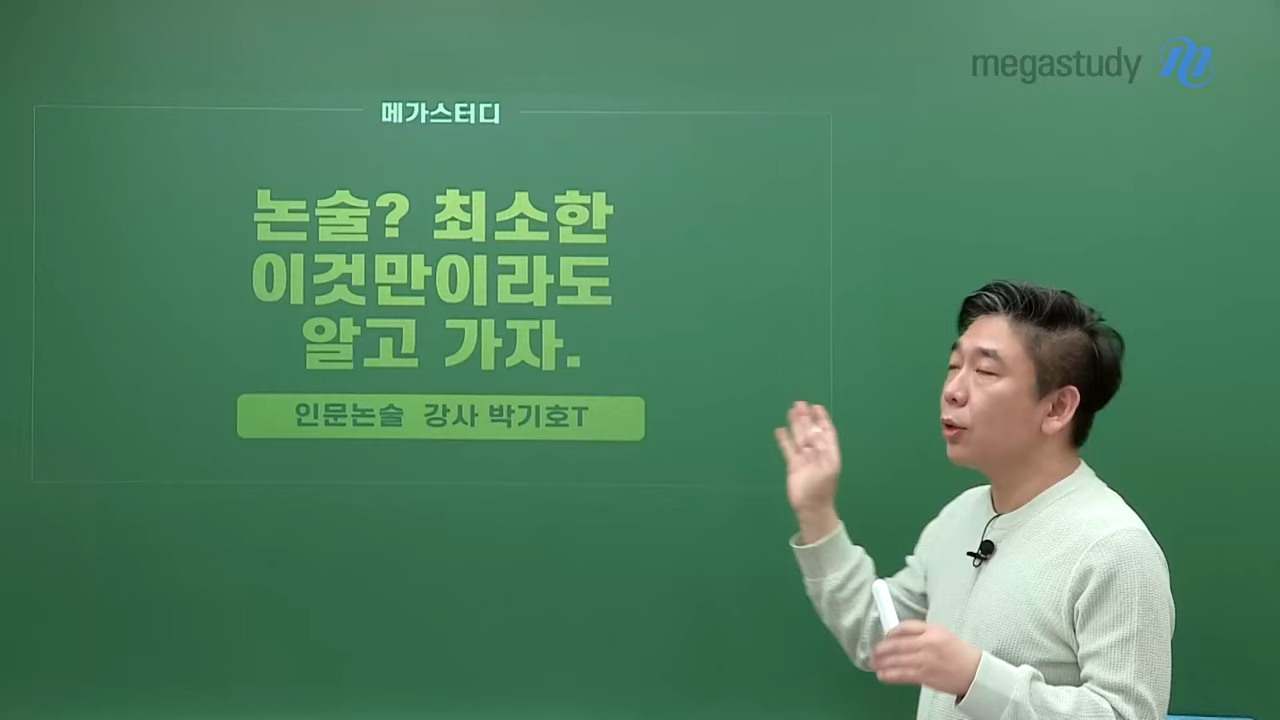 megastudy
메가스터디
논술? 최소한
이것만이라도
알고 가자.
인문논술 강사 박기호T